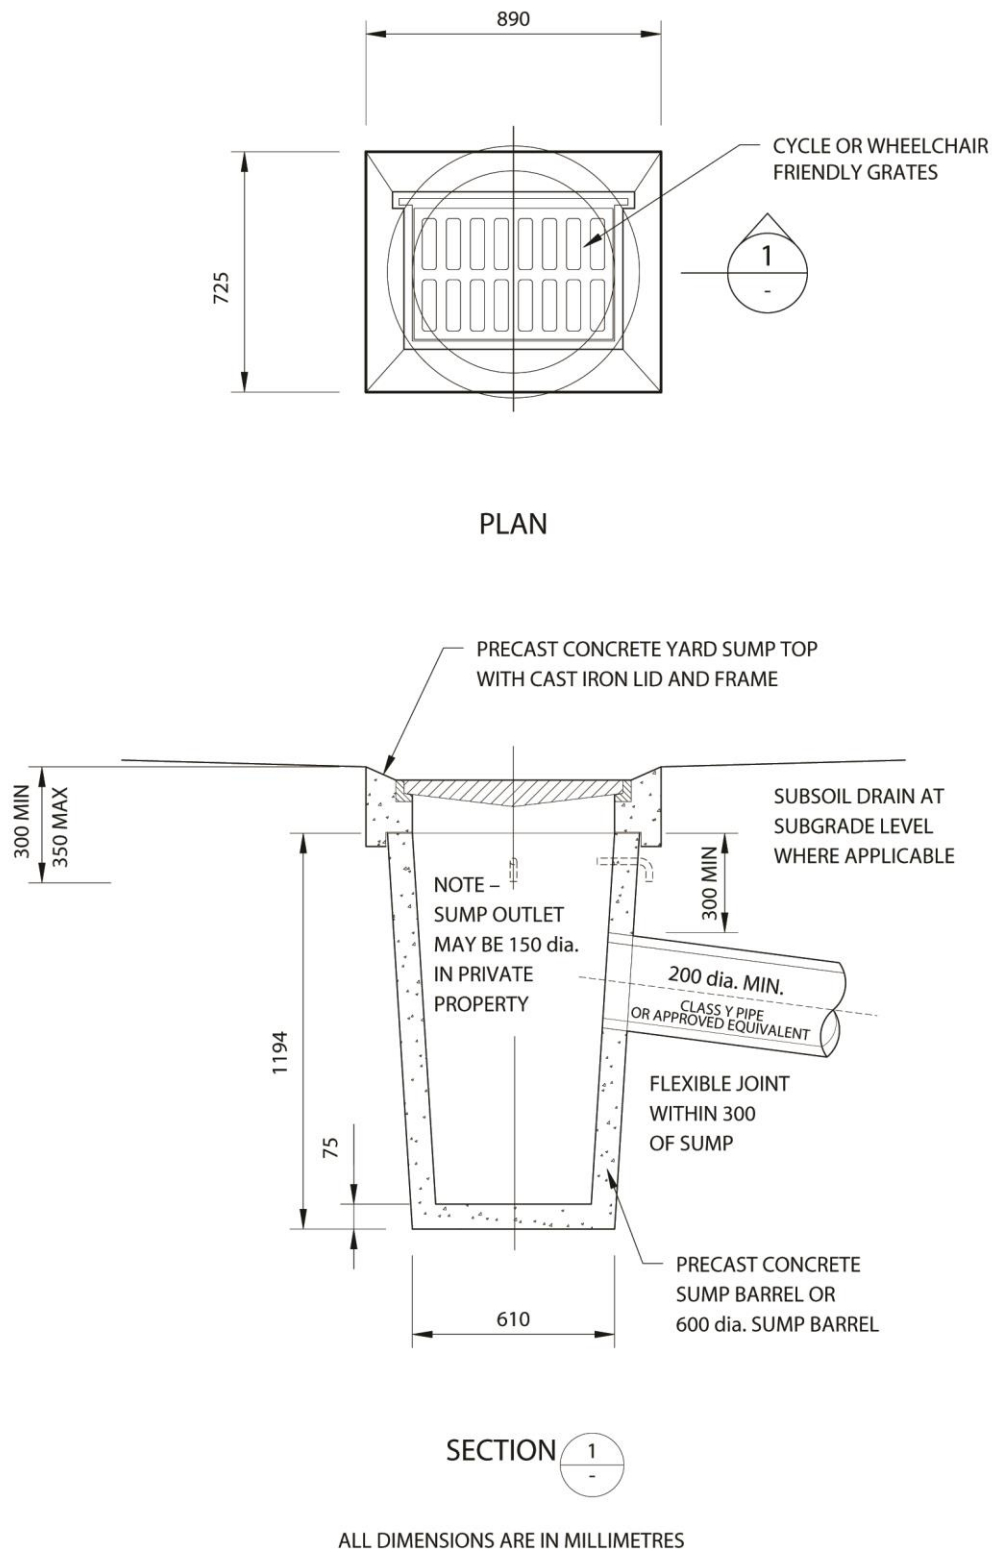 890
CYCLE OR WHEELCHAIR
FRIENDLY GRATES
725
1
-
PLAN
PRECAST CONCRETE YARD SUMP TOP
WITH CAST IRON LID AND FRAME
300 MIN
350 MAX
SUBSOIL DRAIN AT
SUBGRADE LEVEL
WHERE APPLICABLE
300 MIN
NOTE –
SUMP OUTLET
MAY BE 150 dia.
IN PRIVATE
PROPERTY
200 dia. MIN.
CLASS Y PIPE
OR APPROVED EQUIVALENT
1194
FLEXIBLE JOINT
WITHIN 300
OF SUMP
75
PRECAST CONCRETE
SUMP BARREL OR
600 dia. SUMP BARREL
610
SECTION
1
-
ALL DIMENSIONS ARE IN MILLIMETRES